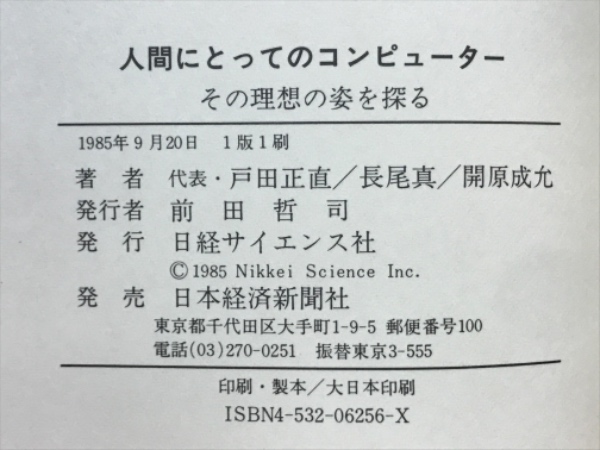 人間にとってのコンピューター
その理想の姿を探る
1985年9月20日 1版1刷
著者 代表・戸田正直/長尾真/開原成允
発行者 前田哲司
発行 日経サイエンス社
©1985 Nikkei Science Inc.
発売 日本経済新聞社
東京都千代田区大手町1-9-5 郵便番号100
電話(03)270-0251 振替東京3-555
印刷・製本/大日本印刷
ISBN4-532-06256-X